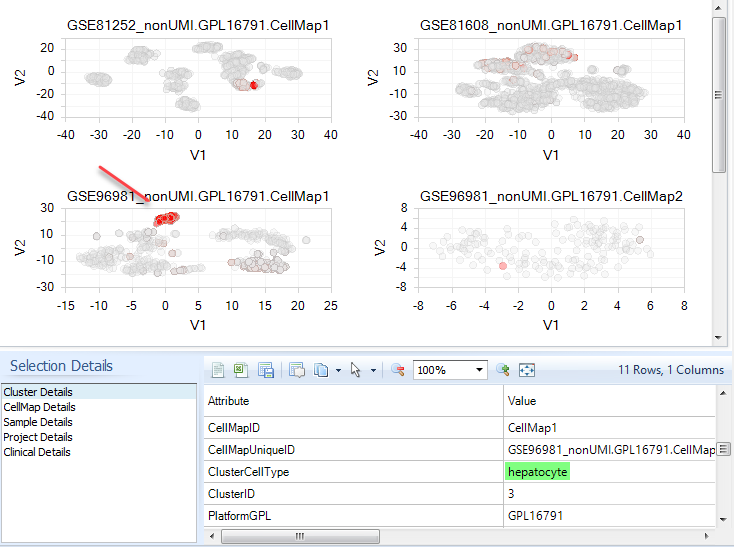 GSE81252_nonUMI.GPL16791.CellMap1
GSE81608_nonUMI.GPL16791.CellMap1
V2
20
0
-20
-40
-40 -30 -20 -10 0 10 20 30 40
V1
V2
30
10
-10
-30
-40 -30 -20 -10 0 10 20 30 40
V1
GSE96981_nonUMI.GPL16791.CellMap1
GSE96981_nonUMI.GPL16791.CellMap2
V2
30
10
-10
-30
-15 -10 -5 0 5 10 15 20 25
V1
V2
8
4
0
-4
-8
-8 -6 -4 -2 0 2 4 6 8
V1
Selection Details
100%
11 Rows, 1 Columns
Cluster Details
CellMap Details
Sample Details
Project Details
Clinical Details
Attribute Value
CellMapID CellMap1
CellMapUniqueID GSE96981_nonUMI.GPL16791.CellMap
ClusterCellType hepatocyte
ClusterID 3
PlatformGPL GPL16791